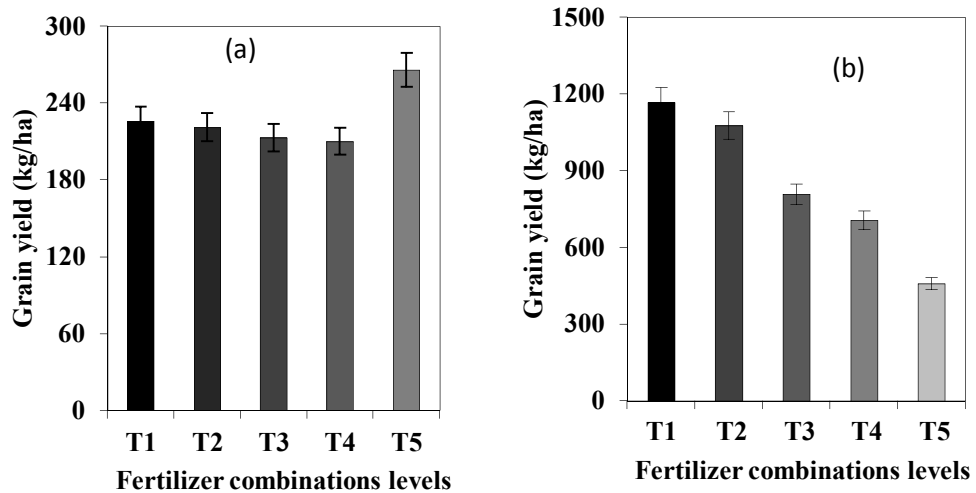 (a)
Grain yield (kg/ha)
300
240
180
120
60
0
T1 T2 T3 T4 T5
Fertilizer combinations levels
(b)
Grain yield (kg/ha)
1500
1200
900
600
300
0
T1 T2 T3 T4 T5
Fertilizer combinations levels